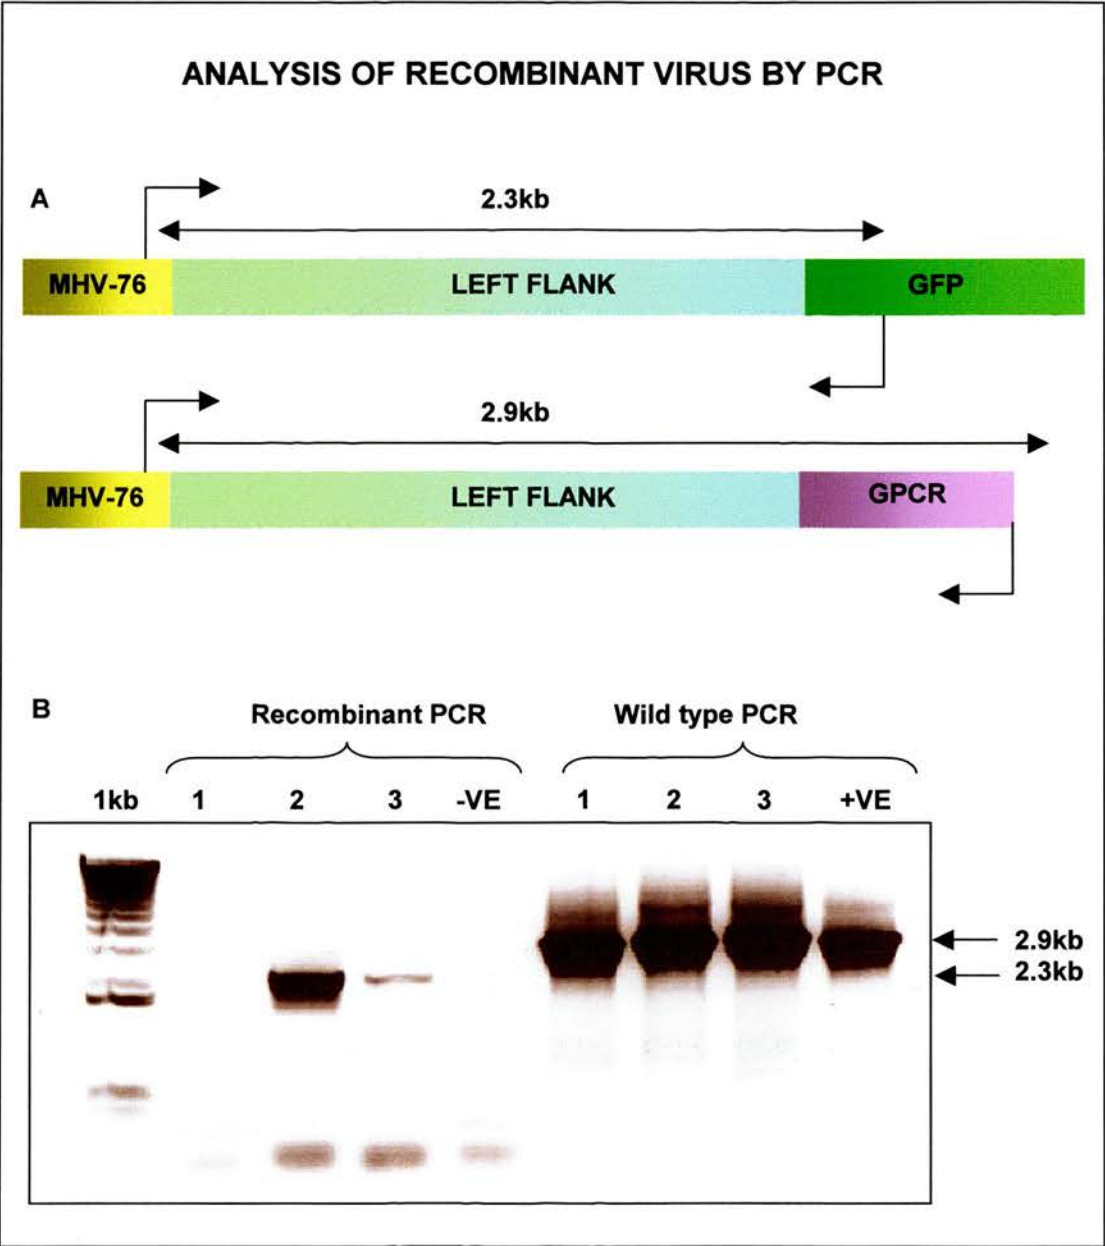 ANALYSIS OF RECOMBINANT VIRUS BY PCR
A
2.3kb
MHV-76 LEFT FLANK GFP
2.9kb
MHV-76 LEFT FLANK GPCR
B
Recombinant PCR Wild type PCR
1kb 1 2 3 -VE 1 2 3 +VE
2.9kb
2.3kb